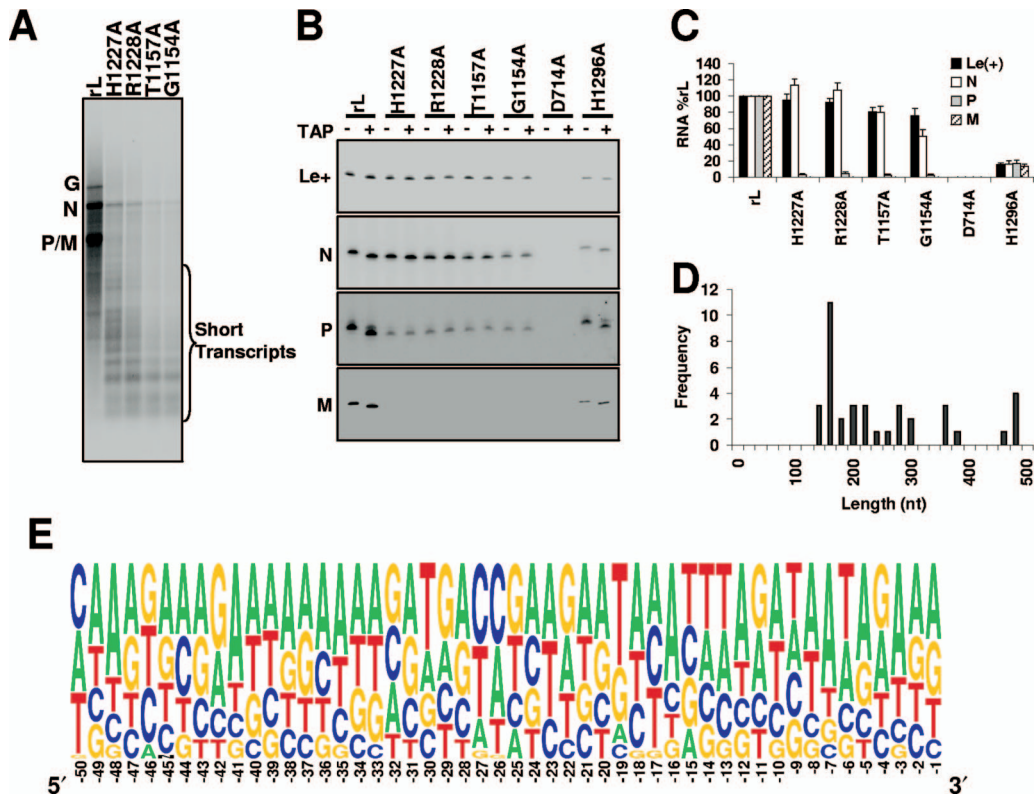 A
rL
H1227A
R1228A
T1157A
G1154A
G
N
P/M
Short
Transcripts
B
rL
H1227A
R1228A
T1157A
G1154A
D714A
H1296A
TAP - + - + - + - + - + - + - +
Le+
N
P
M
C
RNA %rL
140
120
100
80
60
40
20
0
Le(+)
N
P
M
rL
H1227A
R1228A
T1157A
G1154A
D714A
H1296A
D
Frequency
12
10
8
6
4
2
0
0 100 200 300 400 500
Length (nt)
E
CAAAGAAAGAAAAAAAAAGATGACCGAAGAATAAATTTAGATAATAGAAA
-50 -49 -48 -47 -46 -45 -44 -43 -42 -41 -40 -39 -38 -37 -36 -35 -34 -33 -32 -31 -30 -29 -28 -27 -26 -25 -24 -23 -22 -21 -20 -19 -18 -17 -16 -15 -14 -13 -12 -11 -10 -9 -8 -7 -6 -5 -4 -3 -2 -1
5′ 3′